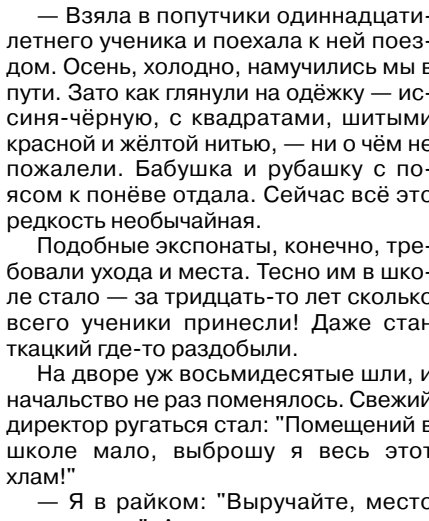 — Взяла в попутчики одиннадцати-
летнего ученика и поехала к ней поез-
дом. Осень, холодно, намучились мы в
пути. Зато как глянули на одёжку — ис-
синя-чёрную, с квадратами, шитыми
красной и жёлтой нитью, — ни о чём не
пожалели. Бабушка и рубашку с по-
ясом к понёве отдала. Сейчас всё это
редкость необычайная.
Подобные экспонаты, конечно, тре-
бовали ухода и места. Тесно им в шко-
ле стало — за тридцать-то лет сколько
всего ученики принесли! Даже стан
ткацкий где-то раздобыли.
На дворе уж восьмидесятые шли, и
начальство не раз поменялось. Свежий
директор ругаться стал: "Помещений в
школе мало, выброшу я весь этот
хлам!"
— Я в райком: "Выручайте, место